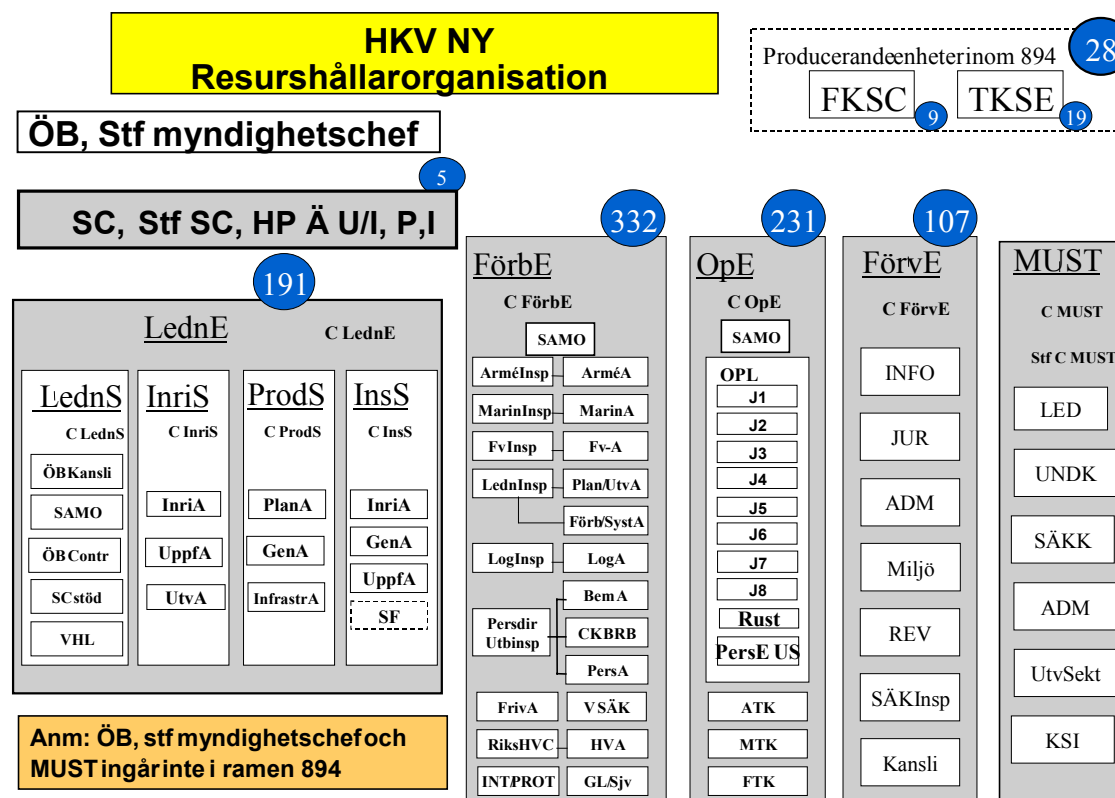 HKV NY
Resurshållarorganisation
Producerandeenheterinom 894
28
FKSC
9
TKSE
19
ÖB, Stf myndighetschef
5
SC, Stf SC, HP Ä U/I, P,I
191
LednE
C LednE
LednS
C LednS
ÖBKansli
SAMO
ÖBContr
SCstöd
VHL
InriS
C InriS
InriA
UppfA
UtvA
ProdS
C ProdS
PlanA
GenA
InfrastrA
InsS
C InsS
InriA
GenA
UppfA
SF
332
FörbE
C FörbE
SAMO
ArméInsp
ArméA
MarinInsp
MarinA
FvInsp
Fv-A
LednInsp
Plan/UtvA
Förb/SystA
LogInsp
LogA
BemA
Persdir
Utbinsp
CKBRB
PersA
FrivA
VSÄK
RiksHVC
HVA
INT/PROT
GL/Sjv
231
OpE
C OpE
SAMO
OPL
J1
J2
J3
J4
J5
J6
J7
J8
Rust
PersE US
ATK
MTK
FTK
107
FörvE
C FörvE
INFO
JUR
ADM
Miljö
REV
SÄKInsp
Kansli
MUST
C MUST
Stf C MUST
LED
UNDK
SÄKK
ADM
UtvSekt
KSI
Anm: ÖB, stf myndighetschefoch
MUSTingårinte i ramen 894